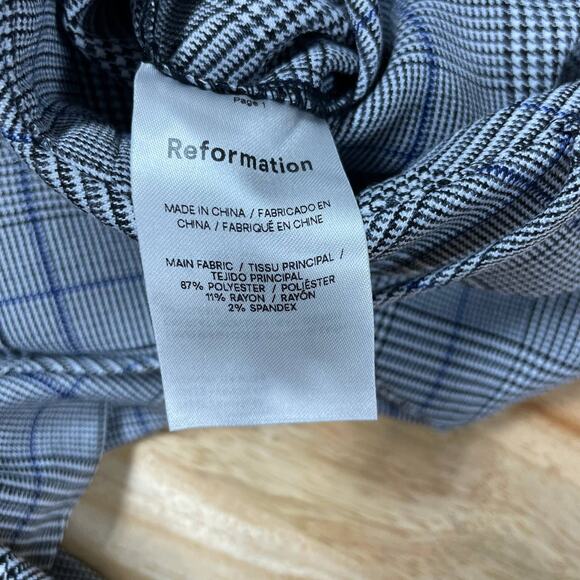 Page 1
Reformation
MADE IN CHINA / FABRICADO EN
CHINA / FABRIQUÉ EN CHINE
MAIN FABRIC / TISSU PRINCIPAL /
TEJIDO PRINCIPAL
87% POLYESTER / POLIÉSTER
11% RAYON / RAYÓN
2% SPANDEX